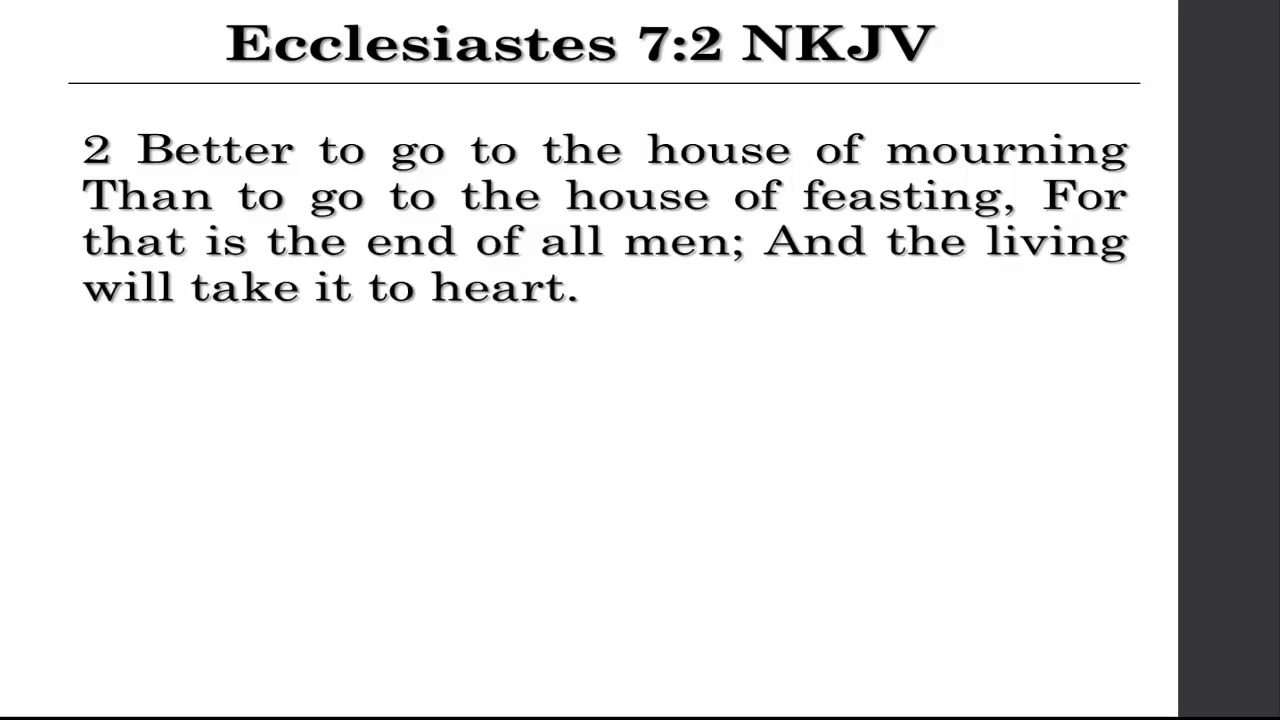 Ecclesiastes 7:2 NKJV
2 Better to go to the house of mourning
Than to go to the house of feasting, For
that is the end of all men; And the living
will take it to heart.